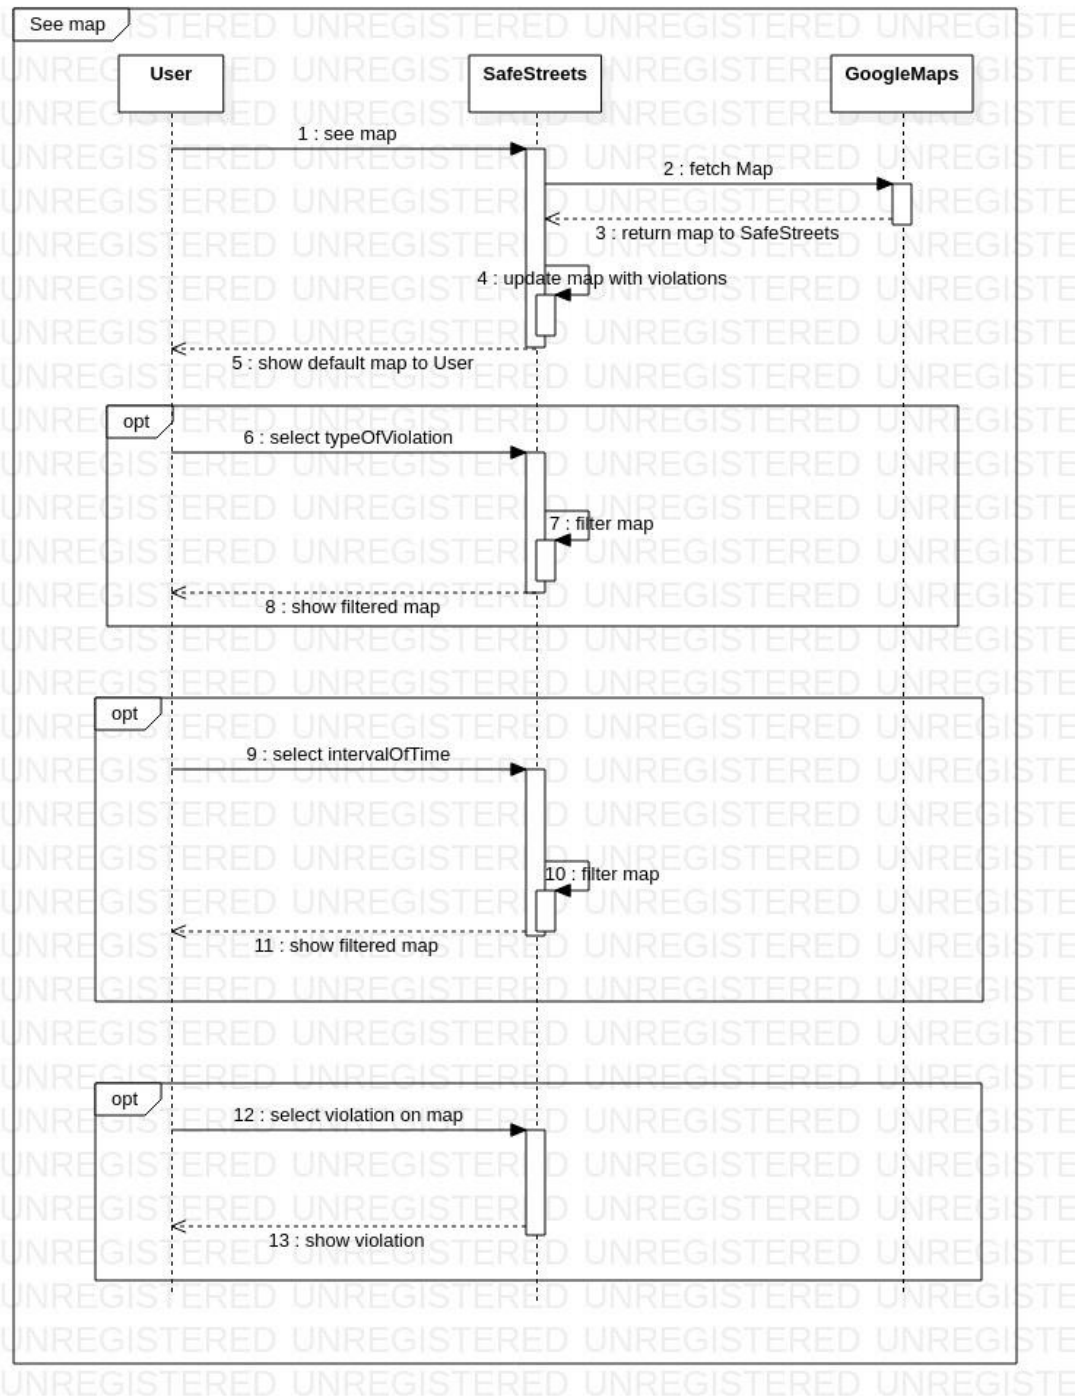 See map
User
SafeStreets
GoogleMaps
1 : see map
2 : fetch Map
3 : return map to SafeStreets
4 : update map with violations
5 : show default map to User
opt
6 : select typeOfViolation
7 : filter map
8 : show filtered map
opt
9 : select intervalOfTime
10 : filter map
11 : show filtered map
opt
12 : select violation on map
13 : show violation
UNREGISTERED